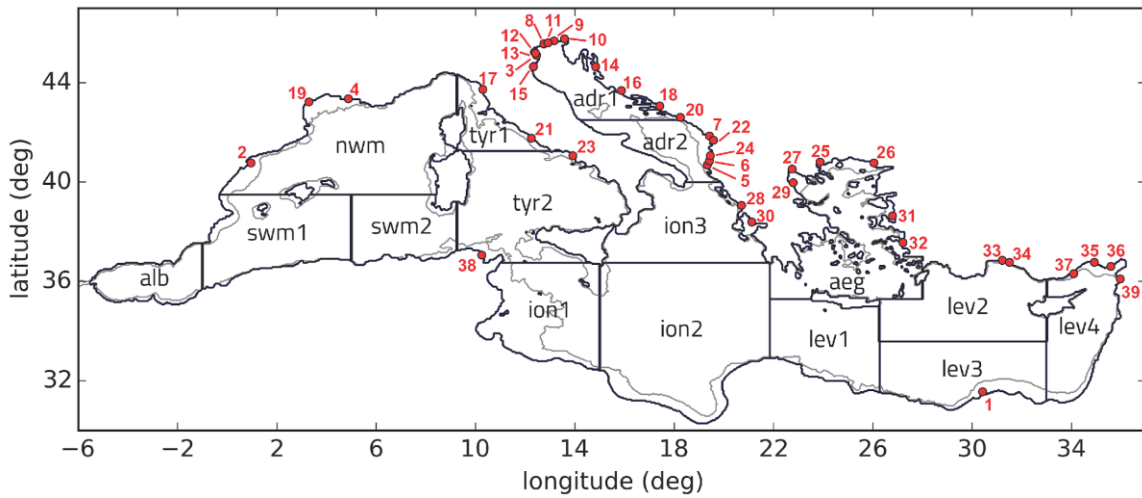 8 11 9
12 10
13
3
15
14
16
18
20
7
22
24
6
5
19 4
17
2
21
23
27 25 26
29
28
30
31
32
33 34
35 36
37
39
38
1
nwm
tyr1
adr1
adr2
swm1
swm2
tyr2
ion3
alb
ion1
ion2
aeg
lev1
lev2
lev3
lev4
44
40
36
32
latitude (deg)
−6 −2 2 6 10 14 18 22 26 30 34
longitude (deg)